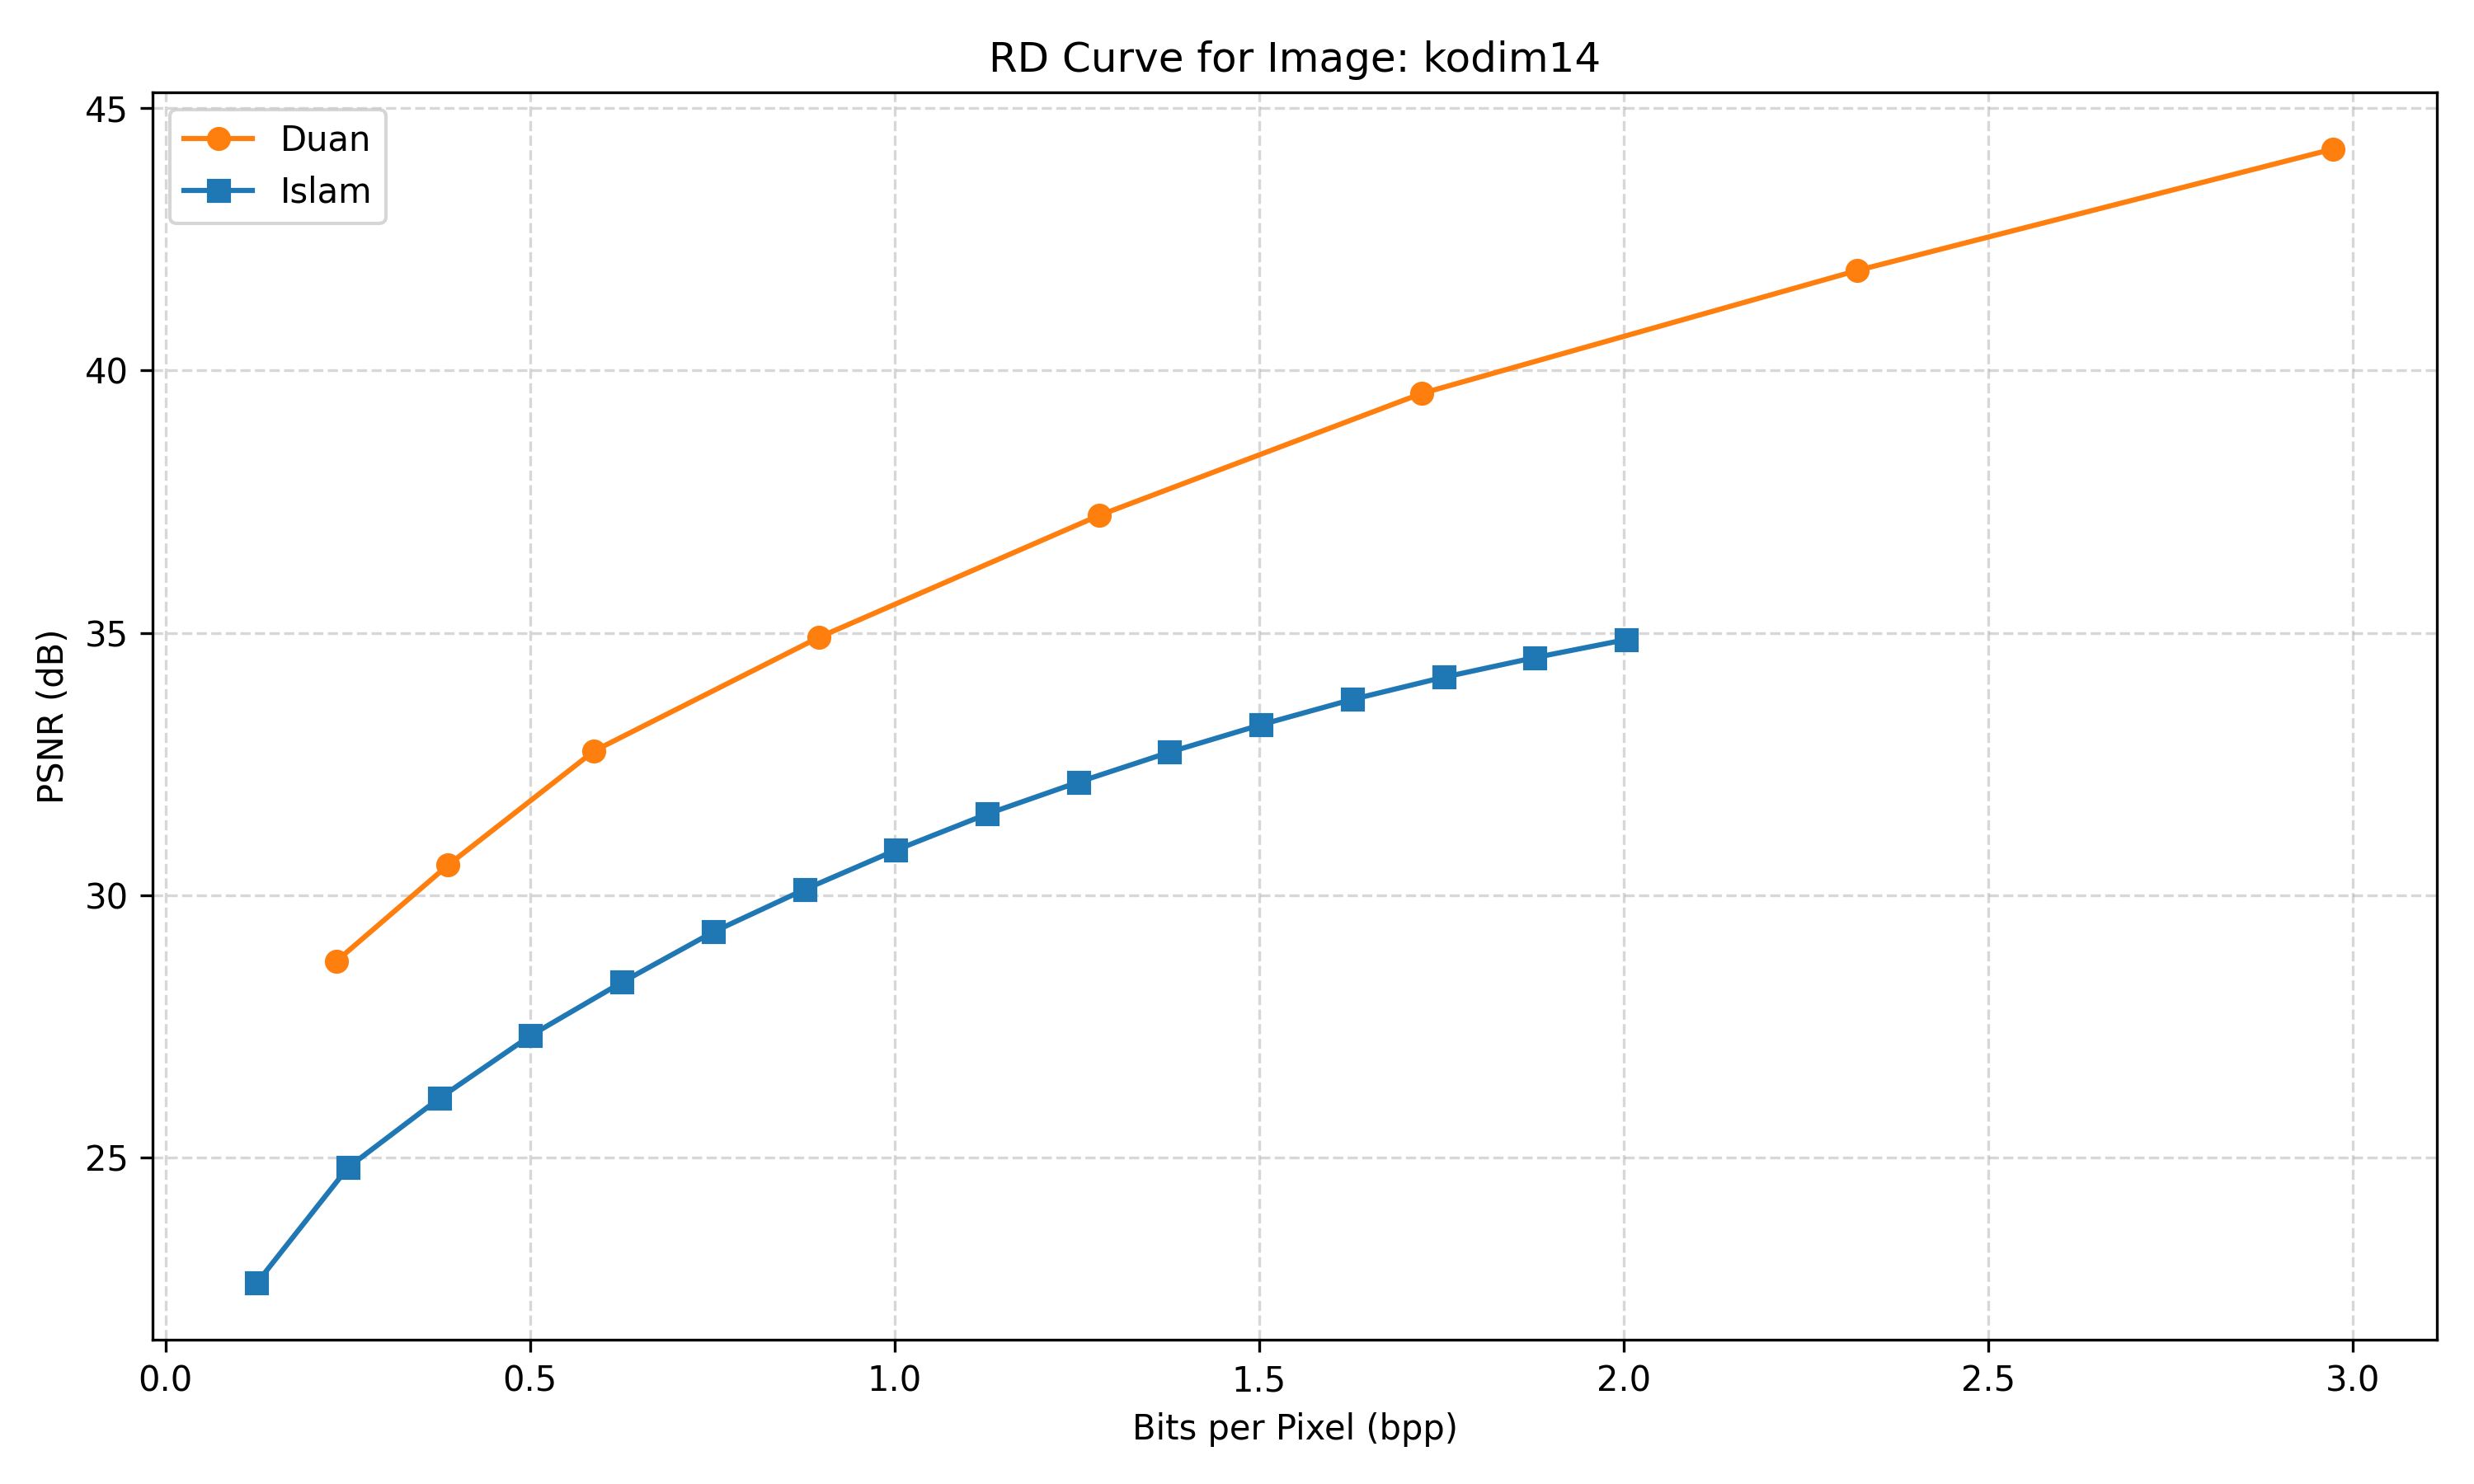 RD Curve for Image: kodim14
Duan
Islam
PSNR (dB)
45
40
35
30
25
0.0 0.5 1.0 1.5 2.0 2.5 3.0
Bits per Pixel (bpp)